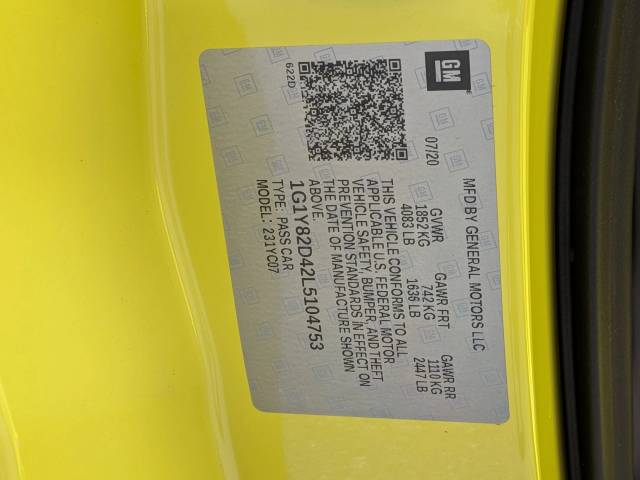 GM
MFD BY GENERAL MOTORS LLC
07/20 GVWR GAWR FRT GAWR RR
1852 KG 742 KG 1110 KG
4083 LB 1636 LB 2447 LB
THIS VEHICLE CONFORMS TO ALL
APPLICABLE U.S. FEDERAL MOTOR
VEHICLE SAFETY, BUMPER, AND THEFT
PREVENTION STANDARDS IN EFFECT ON
THE DATE OF MANUFACTURE SHOWN
ABOVE.
1G1Y82D42L5104753
TYPE: PASS CAR
MODEL: 231YC07
622D